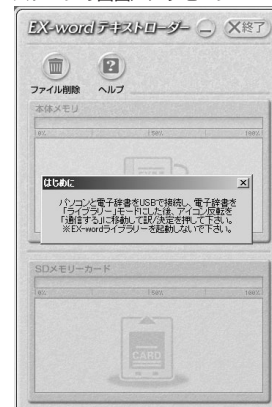 EX-word テキストローダー
×終了
ファイル削除
ヘルプ
本体メモリ
0%
50%
100%
はじめに
パソコンと電子辞書をUSBで接続し、電子辞書を
「ライブラリー」モードにした後、アイコン反転を
「通信する」に移動して訳/決定を押して下さい。
※EX-wordライブラリーを起動しないで下さい。
SDメモリーカード
0%
50%
100%
CARD